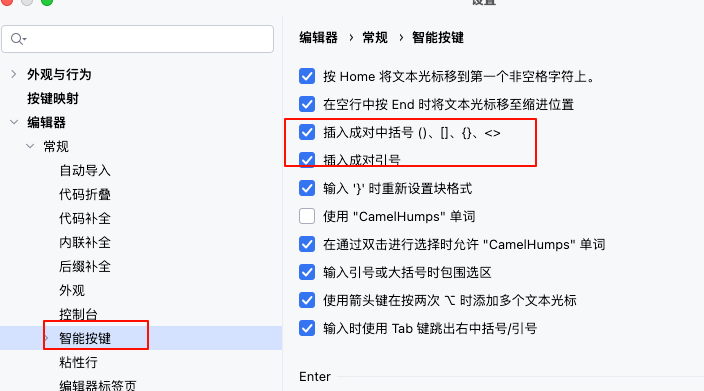 设置
编辑器 › 常规 › 智能按键
外观与行为
按键映射
编辑器
常规
自动导入
代码折叠
代码补全
内联补全
后缀补全
外观
控制台
智能按键
粘性行
编辑器标签页
按 Home 将文本光标移到第一个非空格字符上。
在空行中按 End 时将文本光标移至缩进位置
插入成对中括号 ()、[]、{}、<>
插入成对引号
输入 '}' 时重新设置块格式
使用 "CamelHumps" 单词
在通过双击进行选择时允许 "CamelHumps" 单词
输入引号或大括号时包围选区
使用箭头键在按两次 ⌥ 时添加多个文本光标
输入时使用 Tab 键跳出右中括号/引号
Enter